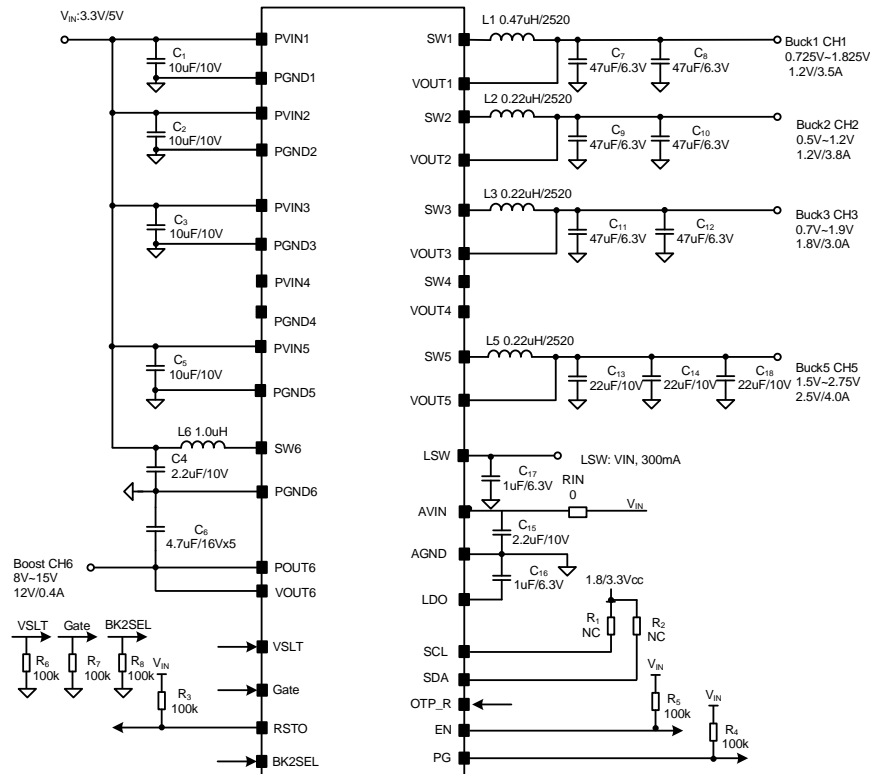 V_IN:3.3V/5V
C1
10uF/10V
C2
10uF/10V
C3
10uF/10V
C5
10uF/10V
L6 1.0uH
C4
2.2uF/10V
C6
4.7uF/16Vx5
Boost CH6
8V~15V
12V/0.4A
VSLT
Gate
BK2SEL
R6
100k
R7
100k
R8
100k
VIN
R3
100k
PVIN1
PGND1
PVIN2
PGND2
PVIN3
PGND3
PVIN4
PGND4
PVIN5
PGND5
SW6
PGND6
POUT6
VOUT6
VSLT
Gate
RSTO
BK2SEL
SW1
VOUT1
SW2
VOUT2
SW3
VOUT3
SW4
VOUT4
SW5
VOUT5
LSW
AVIN
AGND
LDO
SCL
SDA
OTP_R
EN
PG
L1 0.47uH/2520
C7
47uF/6.3V
C8
47uF/6.3V
Buck1 CH1
0.725V~1.825V
1.2V/3.5A
L2 0.22uH/2520
C9
47uF/6.3V
C10
47uF/6.3V
Buck2 CH2
0.5V~1.2V
1.2V/3.8A
L3 0.22uH/2520
C11
47uF/6.3V
C12
47uF/6.3V
Buck3 CH3
0.7V~1.9V
1.8V/3.0A
L5 0.22uH/2520
C13
22uF/10V
C14
22uF/10V
C18
22uF/10V
Buck5 CH5
1.5V~2.75V
2.5V/4.0A
LSW: VIN, 300mA
C17
1uF/6.3V
RIN
0
VIN
C15
2.2uF/10V
C16
1uF/6.3V
1.8/3.3Vcc
R1
NC
R2
NC
VIN
R5
100k
VIN
R4
100k